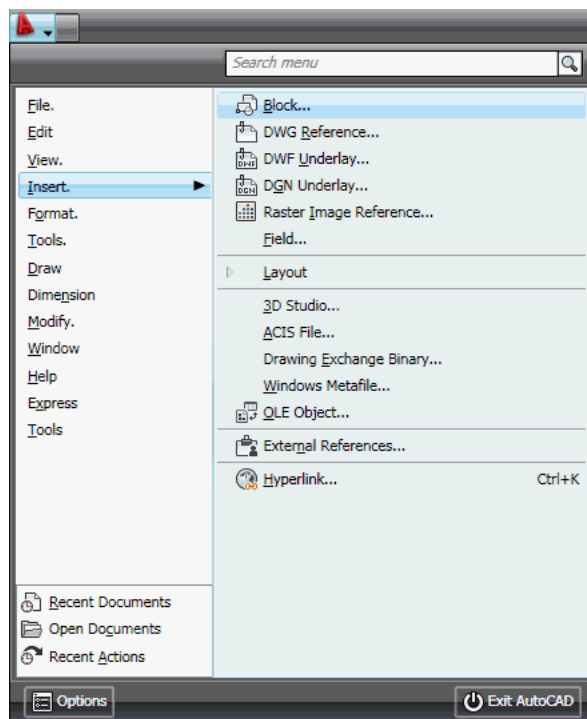 Search menu
File.
Edit
View.
Insert.
Format.
Tools.
Draw
Dimension
Modify.
Window
Help
Express
Tools
Block...
DWG Reference...
DWF Underlay...
DGN Underlay...
Raster Image Reference...
Field...
Layout
3D Studio...
ACIS File...
Drawing Exchange Binary...
Windows Metafile...
OLE Object...
External References...
Hyperlink... Ctrl+K
Recent Documents
Open Documents
Recent Actions
Options
Exit AutoCAD